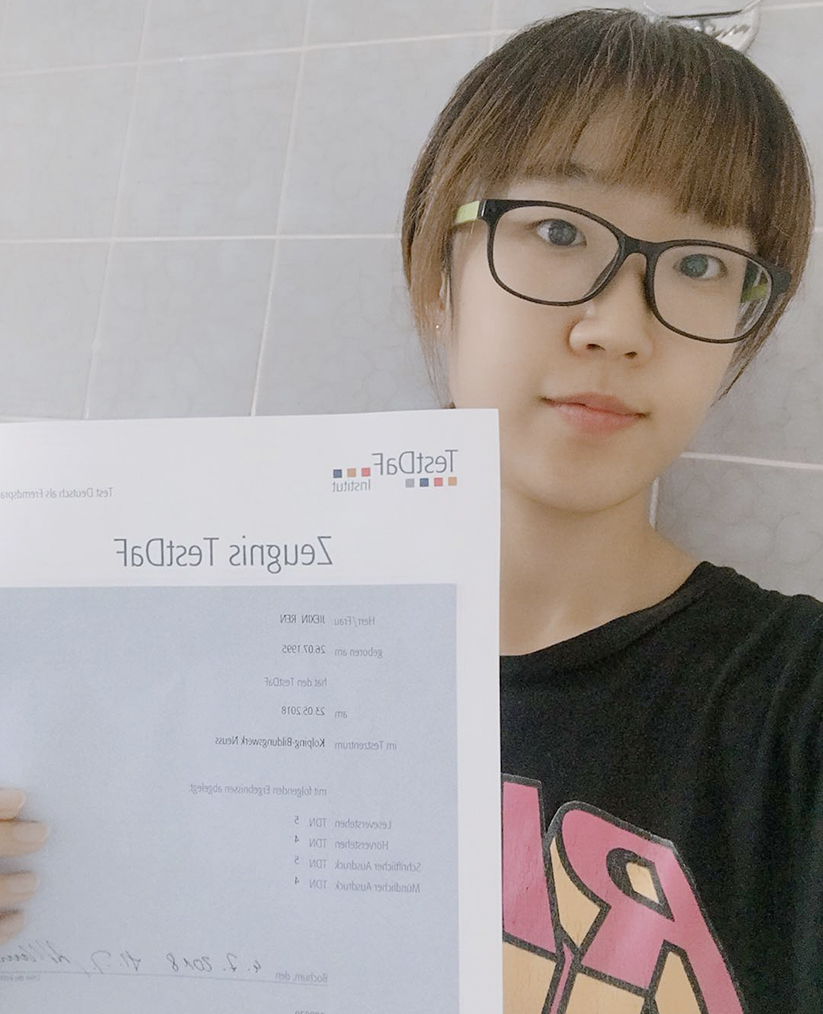 TestDaF
Institut
Test Deutsch als Fremdspra
Zeugnis TestDaF
Herr/Frau JIEXIN REN
geboren am 26.07.1995
hat den TestDaF
am 23.05.2018
im Testzentrum Kolping-Bildungswerk Neuss
mit folgenden Ergebnissen abgelegt
Leseverstehen TDN 5
Hörverstehen TDN 4
Schriftlicher Ausdruck TDN 5
Mündlicher Ausdruck TDN 4
Bochum, den 4.7.2018